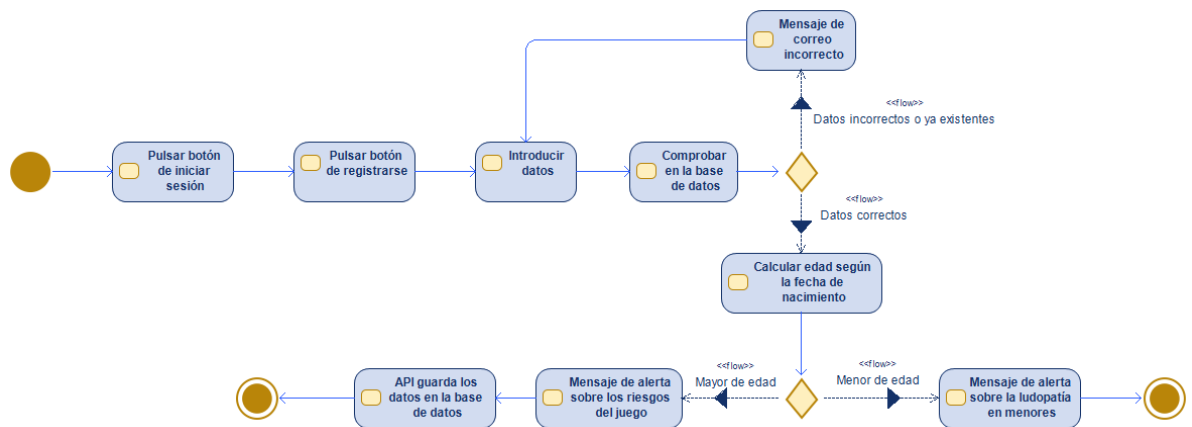 Mensaje de
correo
incorrecto
<<flow>>
Datos incorrectos o ya existentes
Pulsar botón
de iniciar
sesión
Pulsar botón
de registrarse
Introducir
datos
Comprobar
en la base
de datos
<<flow>>
Datos correctos
Calcular edad según
la fecha de
nacimiento
API guarda los
datos en la base
de datos
Mensaje de alerta
sobre los riesgos
del juego
<<flow>>
Mayor de edad
<<flow>>
Menor de edad
Mensaje de alerta
sobre la ludopatía
en menores